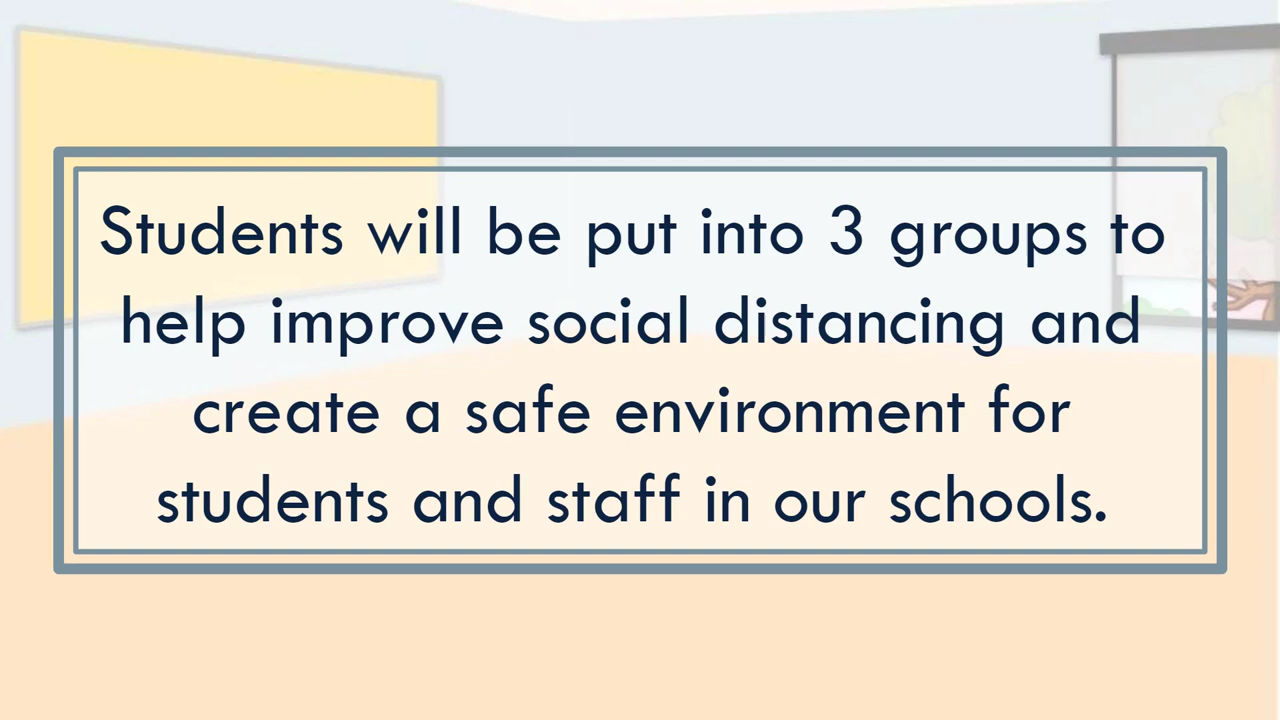 Students will be put into 3 groups to
help improve social distancing and
create a safe environment for
students and staff in our schools.